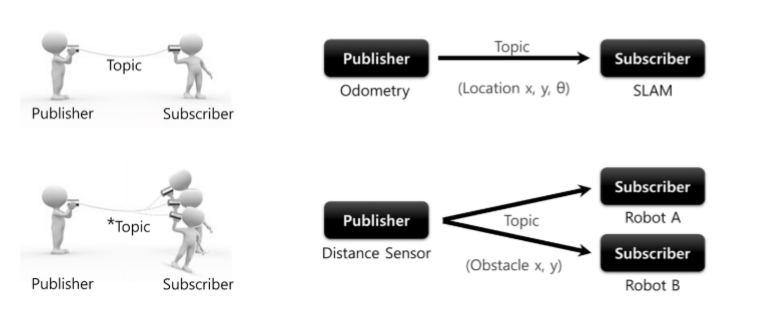 Topic
Publisher
Subscriber
Publisher
Odometry
Topic
(Location x, y, θ)
Subscriber
SLAM
*Topic
Publisher
Subscriber
Publisher
Distance Sensor
Topic
(Obstacle x, y)
Subscriber
Robot A
Subscriber
Robot B